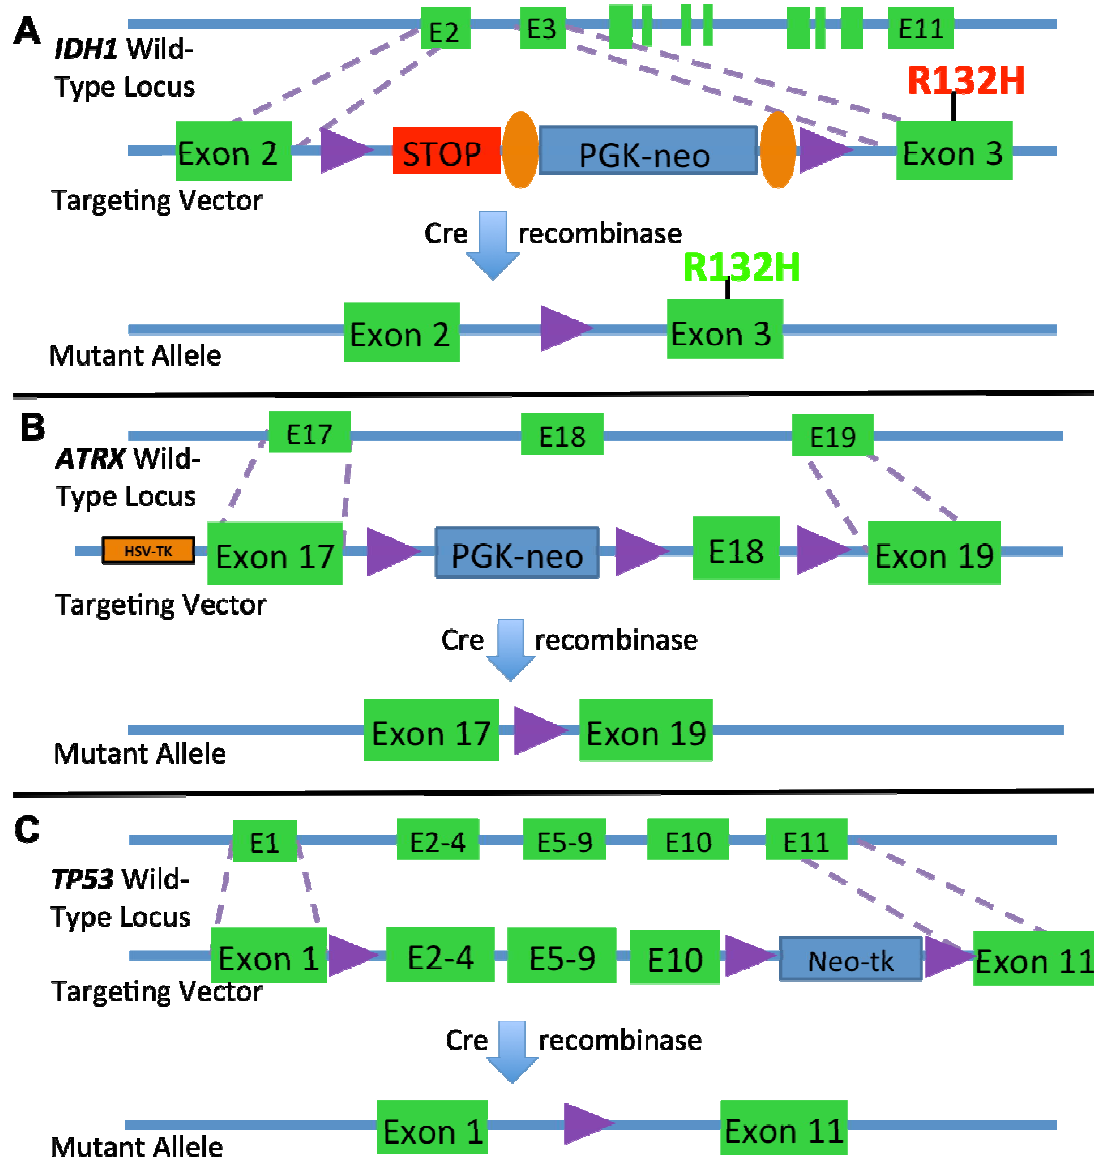 A
IDH1 Wild-
Type Locus
E2
E3
E11
R132H
Exon 2
STOP
PGK-neo
Exon 3
Targeting Vector
Cre recombinase
R132H
Exon 2
Exon 3
Mutant Allele
B
ATRX Wild-
Type Locus
E17
E18
E19
HSV-TK
Exon 17
PGK-neo
E18
Exon 19
Targeting Vector
Cre recombinase
Exon 17
Exon 19
Mutant Allele
C
TP53 Wild-
Type Locus
E1
E2-4
E5-9
E10
E11
Exon 1
E2-4
E5-9
E10
Neo-tk
Exon 11
Targeting Vector
Cre recombinase
Exon 1
Exon 11
Mutant Allele